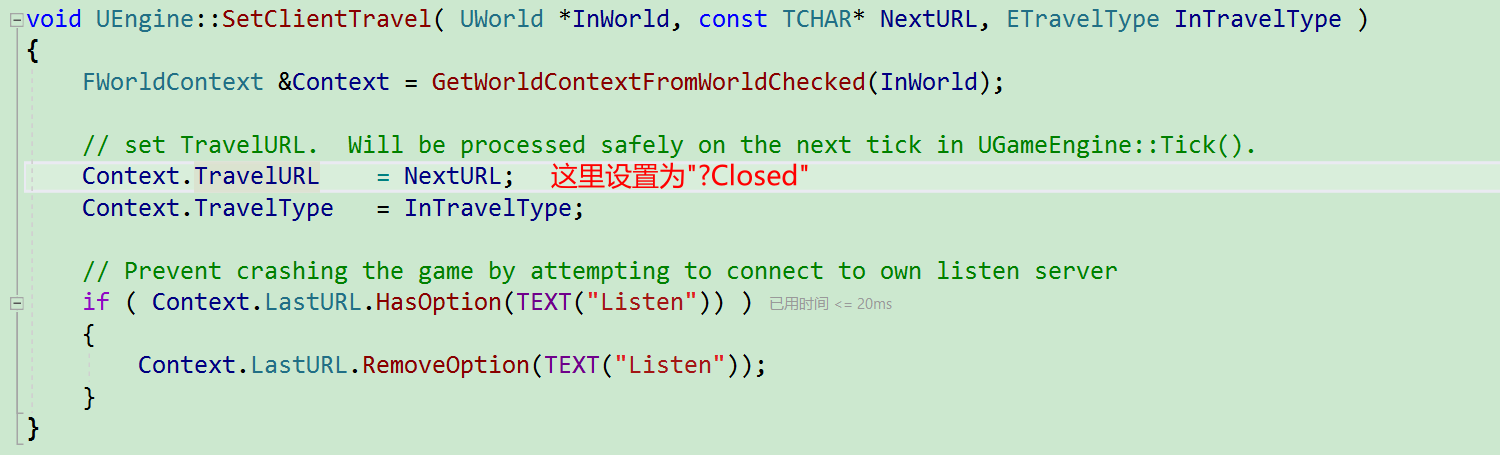 void UEngine::SetClientTravel( UWorld *InWorld, const TCHAR* NextURL, ETravelType InTravelType )
{
    FWorldContext &Context = GetWorldContextFromWorldChecked(InWorld);
    // set TravelURL.  Will be processed safely on the next tick in UGameEngine::Tick().
    Context.TravelURL    = NextURL; 这里设置为"?Closed"
    Context.TravelType   = InTravelType;
    // Prevent crashing the game by attempting to connect to own listen server
    if ( Context.LastURL.HasOption(TEXT("Listen")) ) 已用时间 <= 20ms
    {
        Context.LastURL.RemoveOption(TEXT("Listen"));
    }
}